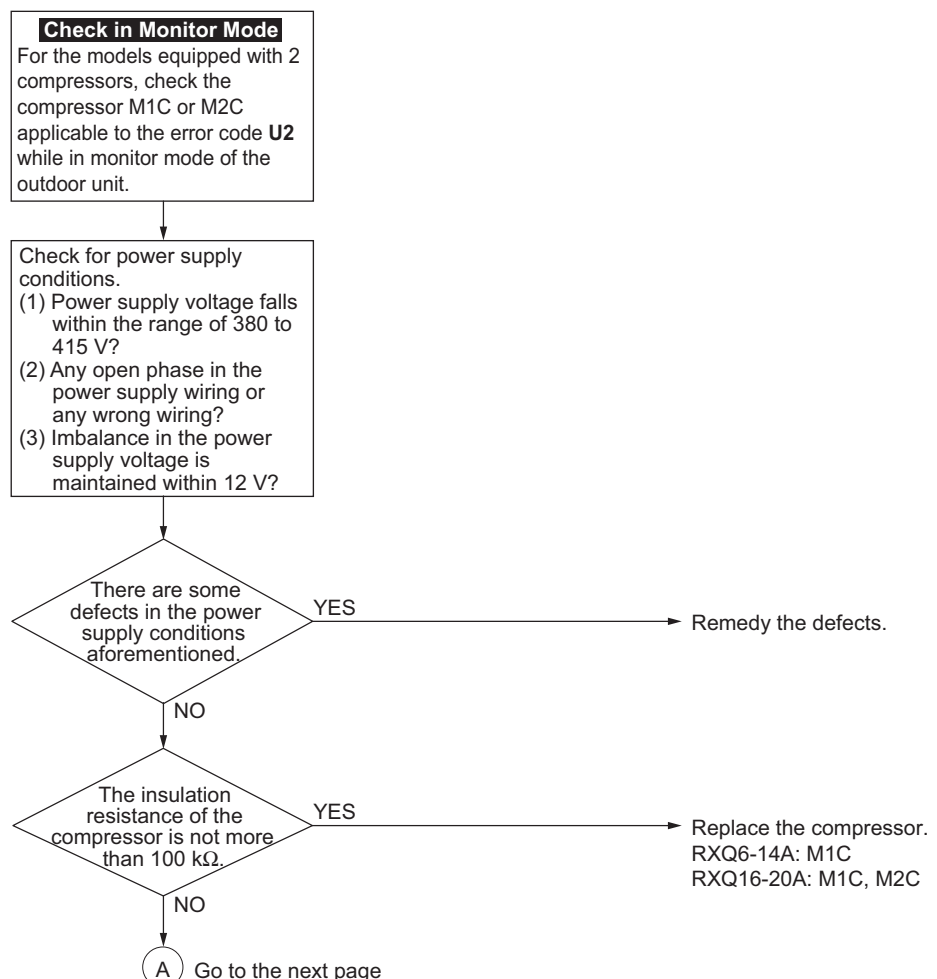 Check in Monitor Mode
For the models equipped with 2
compressors, check the
compressor M1C or M2C
applicable to the error code U2
while in monitor mode of the
outdoor unit.
Check for power supply
conditions.
(1) Power supply voltage falls
within the range of 380 to
415 V?
(2) Any open phase in the
power supply wiring or
any wrong wiring?
(3) Imbalance in the power
supply voltage is
maintained within 12 V?
There are some
defects in the power
supply conditions
aforementioned.
YES
Remedy the defects.
NO
The insulation
resistance of the
compressor is not more
than 100 kΩ.
YES
Replace the compressor.
RXQ6-14A: M1C
RXQ16-20A: M1C, M2C
NO
A
Go to the next page